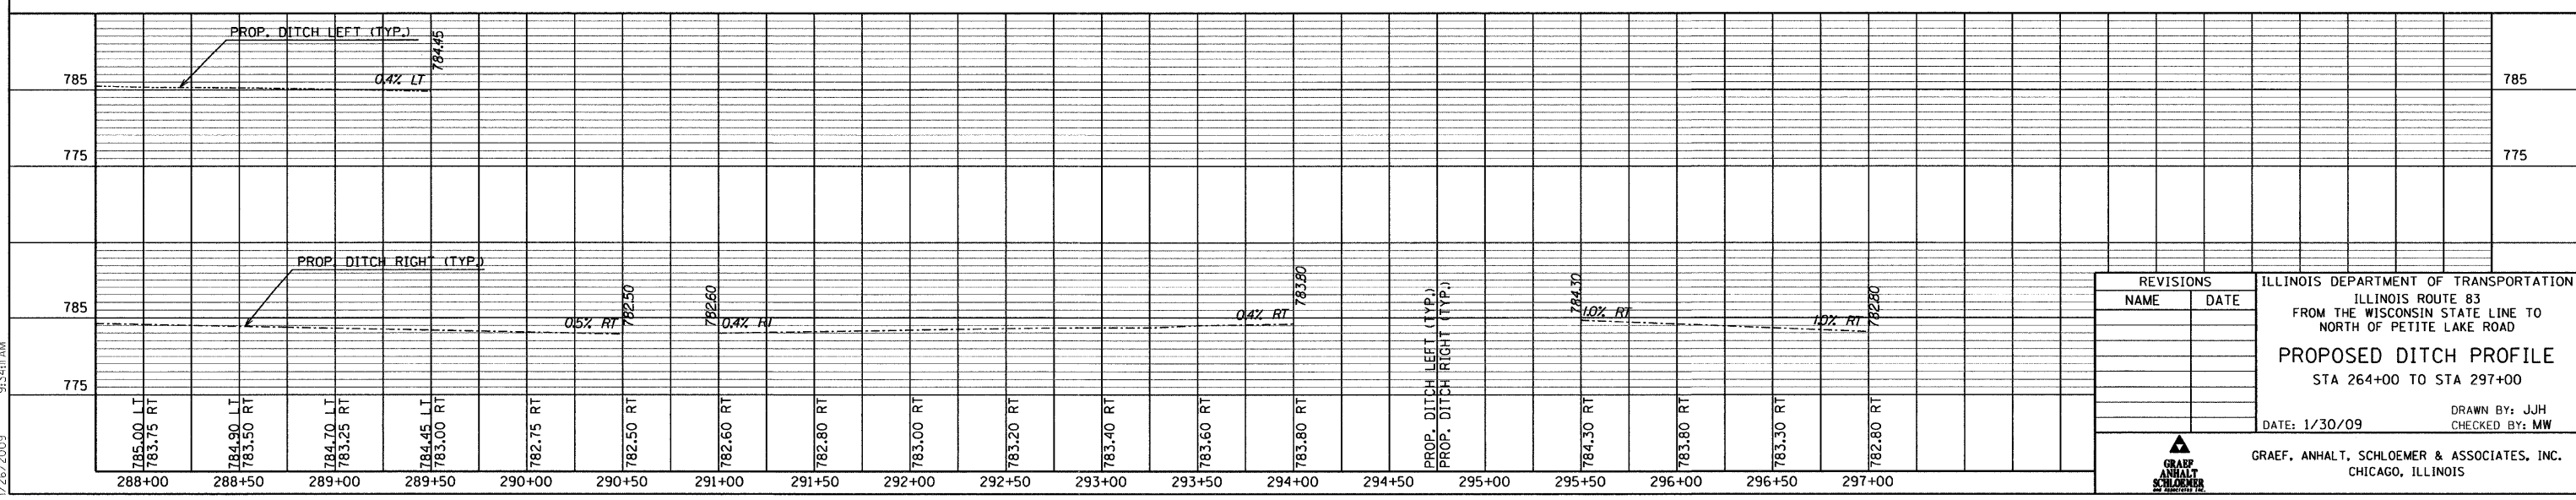 PROP. DITCH LEFT (TYP.)
784.45
0.4% LT
785
785
775
775
PROP. DITCH RIGHT (TYP.)
0.5% RT
782.50
782.60
0.4% RT
0.4% RT
783.80
784.30
1.0% RT
1.0% RT
782.80
785
775
785.00 LT
783.75 RT
784.90 LT
783.50 RT
784.70 LT
783.25 RT
784.45 LT
783.00 RT
782.75 RT
782.50 RT
782.60 RT
782.80 RT
783.00 RT
783.20 RT
783.40 RT
783.60 RT
783.80 RT
PROP. DITCH LEFT (TYP.)
PROP. DITCH RIGHT (TYP.)
784.30 RT
783.80 RT
783.30 RT
782.80 RT
288+00 288+50 289+00 289+50 290+00 290+50 291+00 291+50 292+00 292+50 293+00 293+50 294+00 294+50 295+00 295+50 296+00 296+50 297+00
REVISIONS
NAME DATE
ILLINOIS DEPARTMENT OF TRANSPORTATION
ILLINOIS ROUTE 83
FROM THE WISCONSIN STATE LINE TO
NORTH OF PETITE LAKE ROAD
PROPOSED DITCH PROFILE
STA 264+00 TO STA 297+00
DRAWN BY: JJH
DATE: 1/30/09 CHECKED BY: MW
GRAEF
ANHALT
SCHLOEMER
and Associates Inc.
GRAEF, ANHALT, SCHLOEMER & ASSOCIATES, INC.
CHICAGO, ILLINOIS